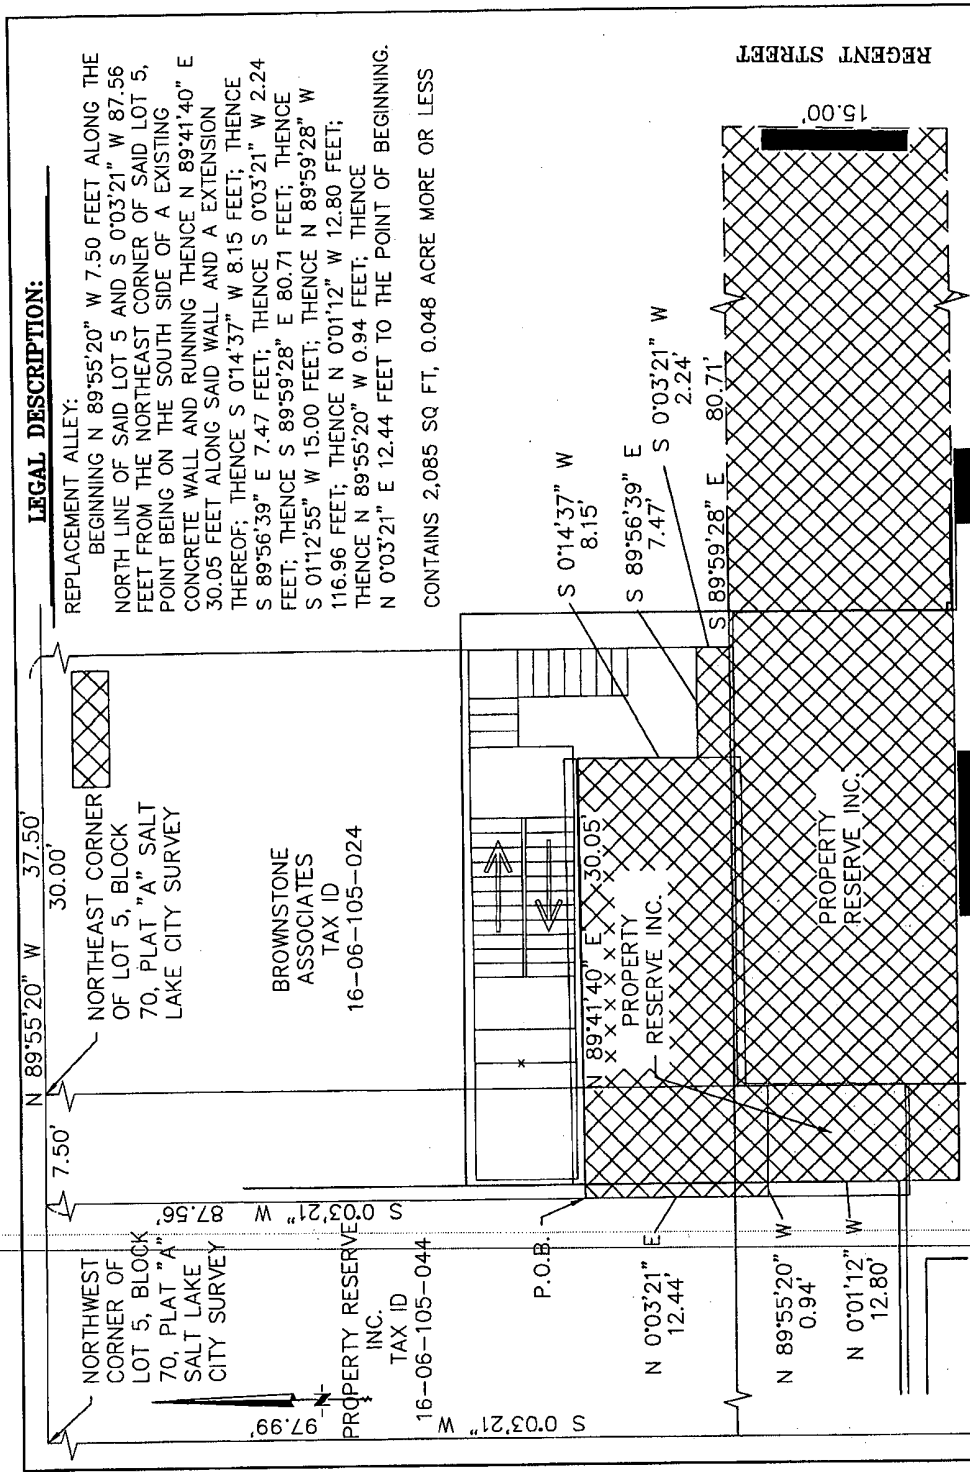 LEGAL DESCRIPTION:
REPLACEMENT ALLEY:
BEGINNING N 89°55'20" W 7.50 FEET ALONG THE
NORTH LINE OF SAID LOT 5 AND S 0°03'21" W 87.56
FEET FROM THE NORTHEAST CORNER OF SAID LOT 5,
POINT BEING ON THE SOUTH SIDE OF A EXISTING
CONCRETE WALL AND RUNNING THENCE N 89°41'40" E
30.05 FEET ALONG SAID WALL AND A EXTENSION
THEREOF; THENCE S 0°14'37" W 8.15 FEET; THENCE
S 89°56'39" E 7.47 FEET; THENCE S 0°03'21" W 2.24
FEET; THENCE S 89°59'28" E 80.71 FEET; THENCE
S 01°12'55" W 15.00 FEET; THENCE N 89°59'28" W
116.96 FEET; THENCE N 0°01'12" W 12.80 FEET;
THENCE N 89°55'20" W 0.94 FEET; THENCE
N 0°03'21" E 12.44 FEET TO THE POINT OF BEGINNING.
CONTAINS 2,085 SQ FT, 0.048 ACRE MORE OR LESS
N 89°55'20" W 37.50'
7.50'
30.00'
NORTHWEST
CORNER OF
LOT 5, BLOCK
70, PLAT "A"
SALT LAKE
CITY SURVEY
NORTHEAST CORNER
OF LOT 5, BLOCK
70, PLAT "A" SALT
LAKE CITY SURVEY
S 0°03'21" W 87.56'
S 0°03'21" W 97.99'
N
PROPERTY RESERVE
INC.
TAX ID
16-06-105-044
BROWNSTONE
ASSOCIATES
TAX ID
16-06-105-024
P.O.B.
x
N 89°41'40" E 30.05'
x x x x x x x
PROPERTY
RESERVE INC.
S 0°14'37" W
8.15'
S 89°56'39" E
7.47'
S 0°03'21" W
2.24'
S 89°59'28" E 80.71'
N 0°03'21" E
12.44'
N 89°55'20" W
0.94'
N 0°01'12" W
12.80'
PROPERTY
RESERVE INC.
15.00'
REGENT STREET